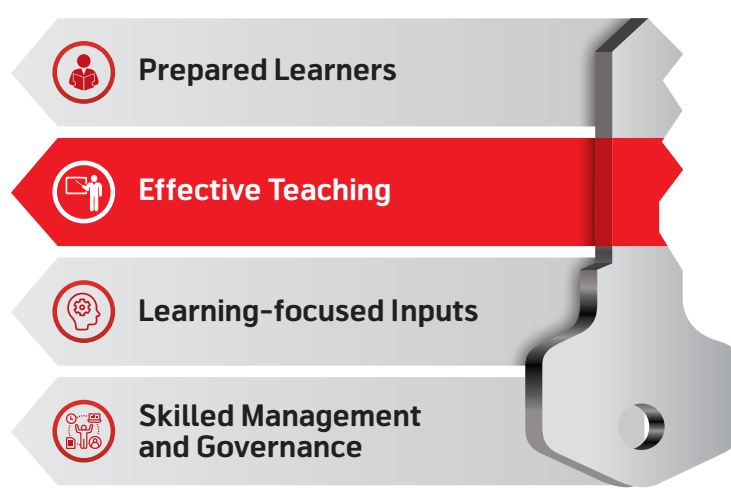 Prepared Learners
Effective Teaching
Learning-focused Inputs
Skilled Management
and Governance